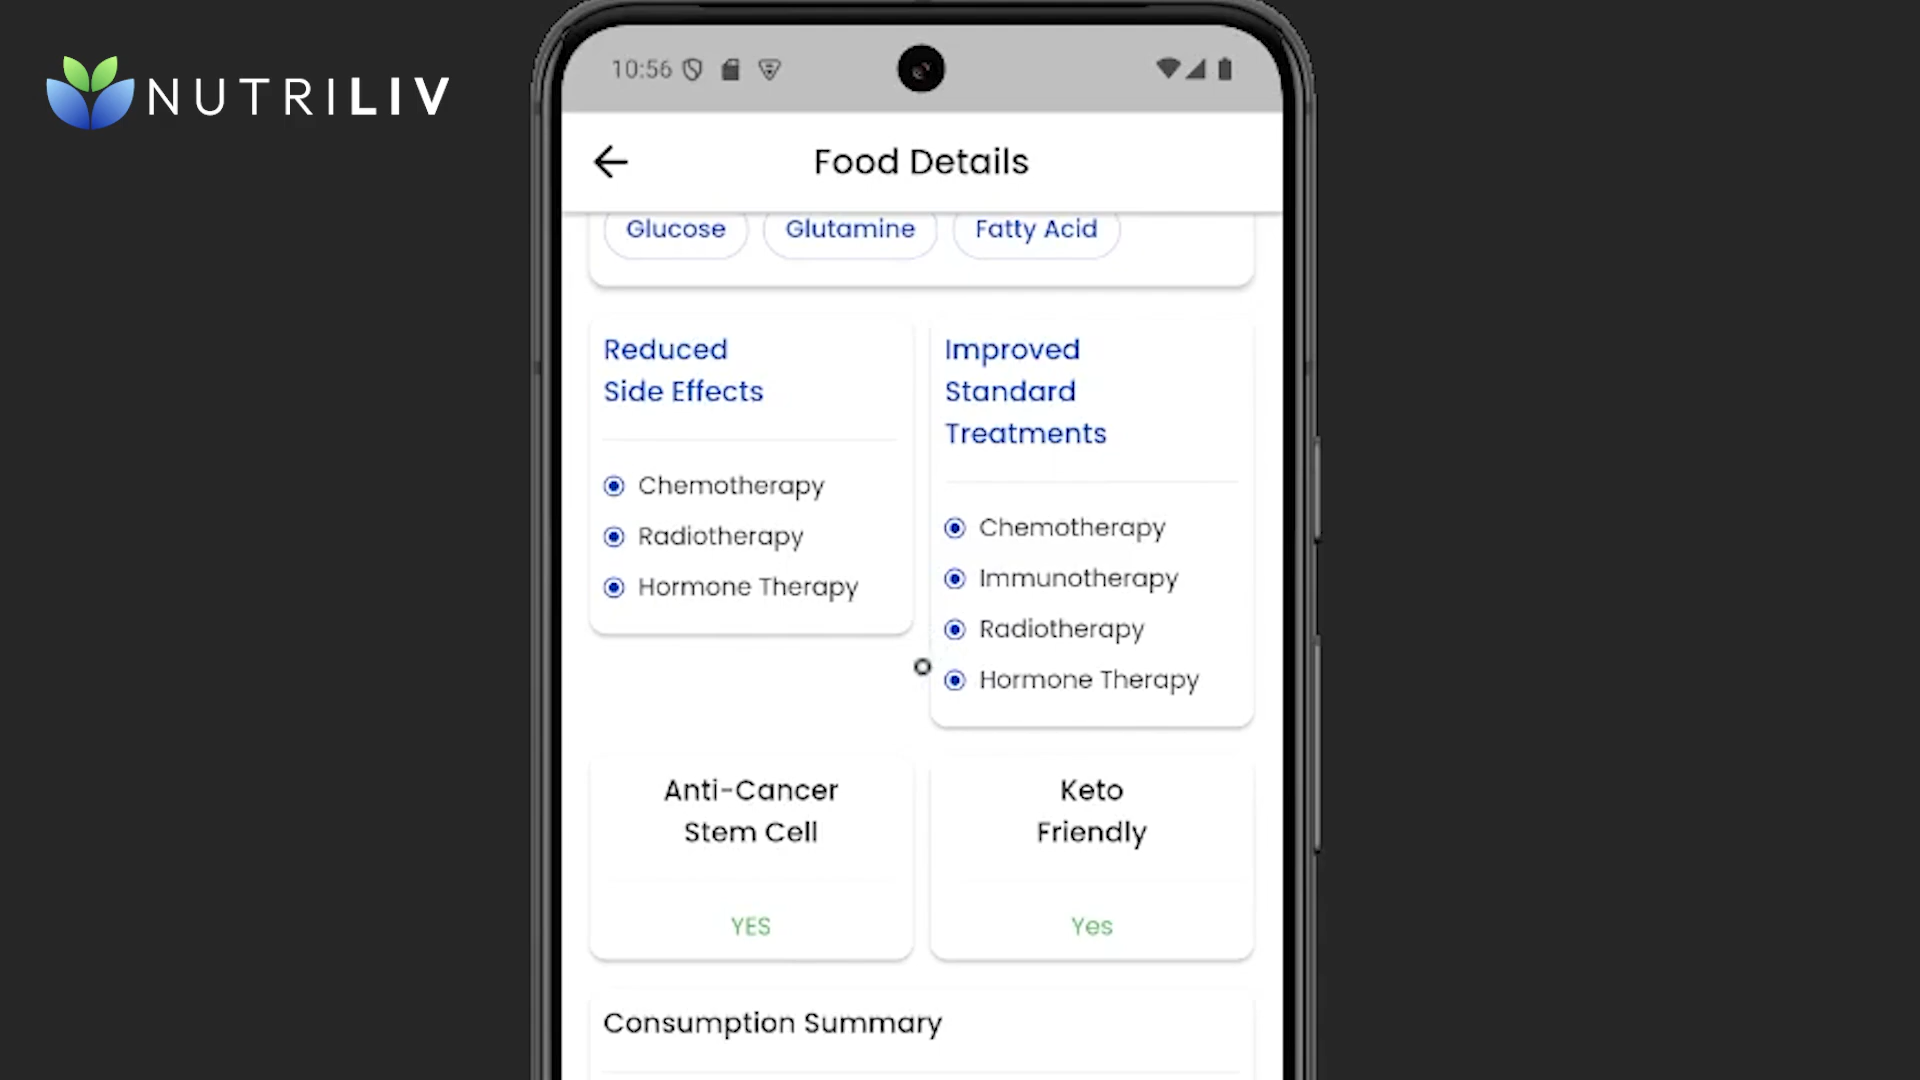 NUTRILIV
10:56
Food Details
Glucose Glutamine Fatty Acid
Reduced
Side Effects
Chemotherapy
Radiotherapy
Hormone Therapy
Improved
Standard
Treatments
Chemotherapy
Immunotherapy
Radiotherapy
Hormone Therapy
Anti-Cancer
Stem Cell
YES
Keto
Friendly
Yes
Consumption Summary